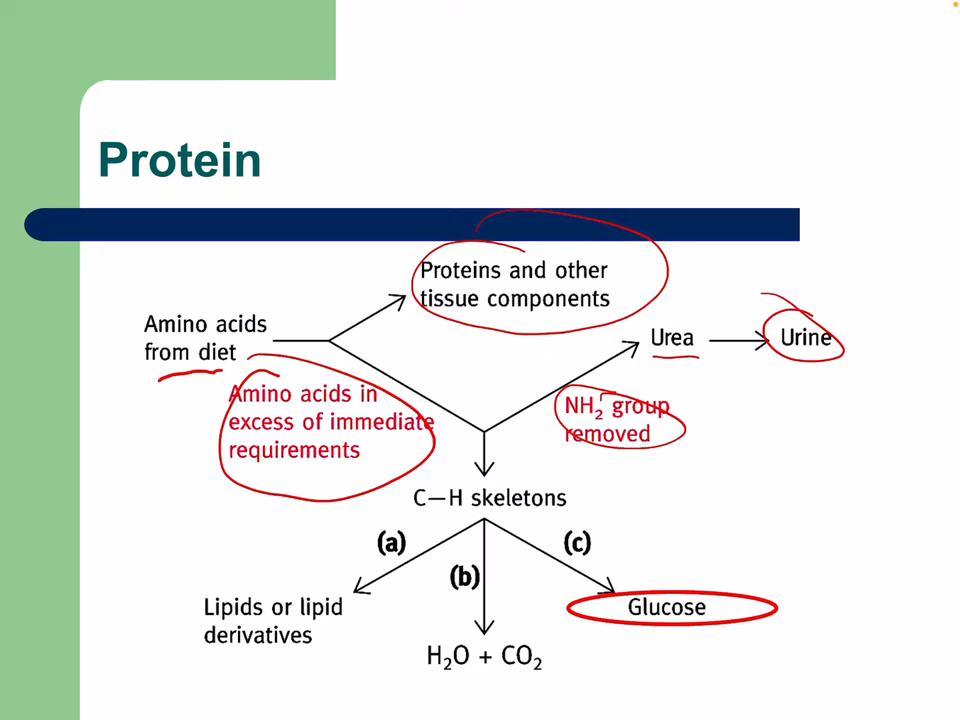 Protein
Proteins and other
tissue components
Amino acids
from diet
Urea
Urine
Amino acids in
excess of immediate
requirements
NH₂ group
removed
C—H skeletons
(a)
(b)
(c)
Lipids or lipid
derivatives
Glucose
H₂O + CO₂